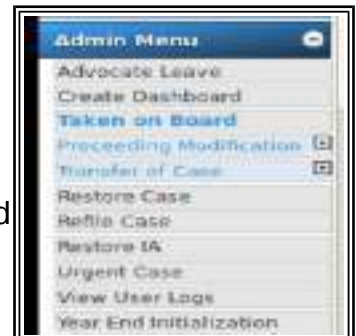 Admin Menu
Advocate Leave
Create Dashboard
Taken on Board
Proceeding Modification
Transfer of Case
d
Restore Case
Refile Case
Restore IA
Urgent Case
View User Logs
Year End Initialization